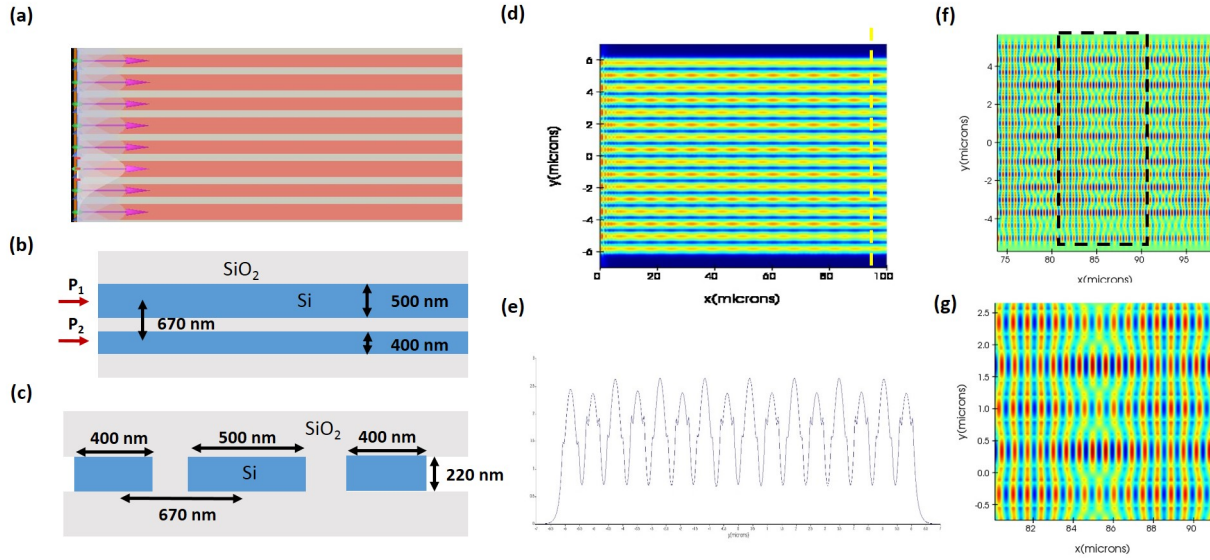 (a)
(b)
SiO2
P1
Si
500 nm
670 nm
P2
400 nm
(c)
SiO2
400 nm
500 nm
400 nm
Si
220 nm
670 nm
(d)
y(microns)
6
4
2
0
-2
-4
-6
0
20
40
60
80
100
x(microns)
(e)
y(microns)
(f)
y(microns)
4
2
0
-2
-4
74
80
85
90
95
x(microns)
(g)
y(microns)
2.5
2.0
1.5
1.0
0.5
0.0
-0.5
82
84
86
88
90
x(microns)